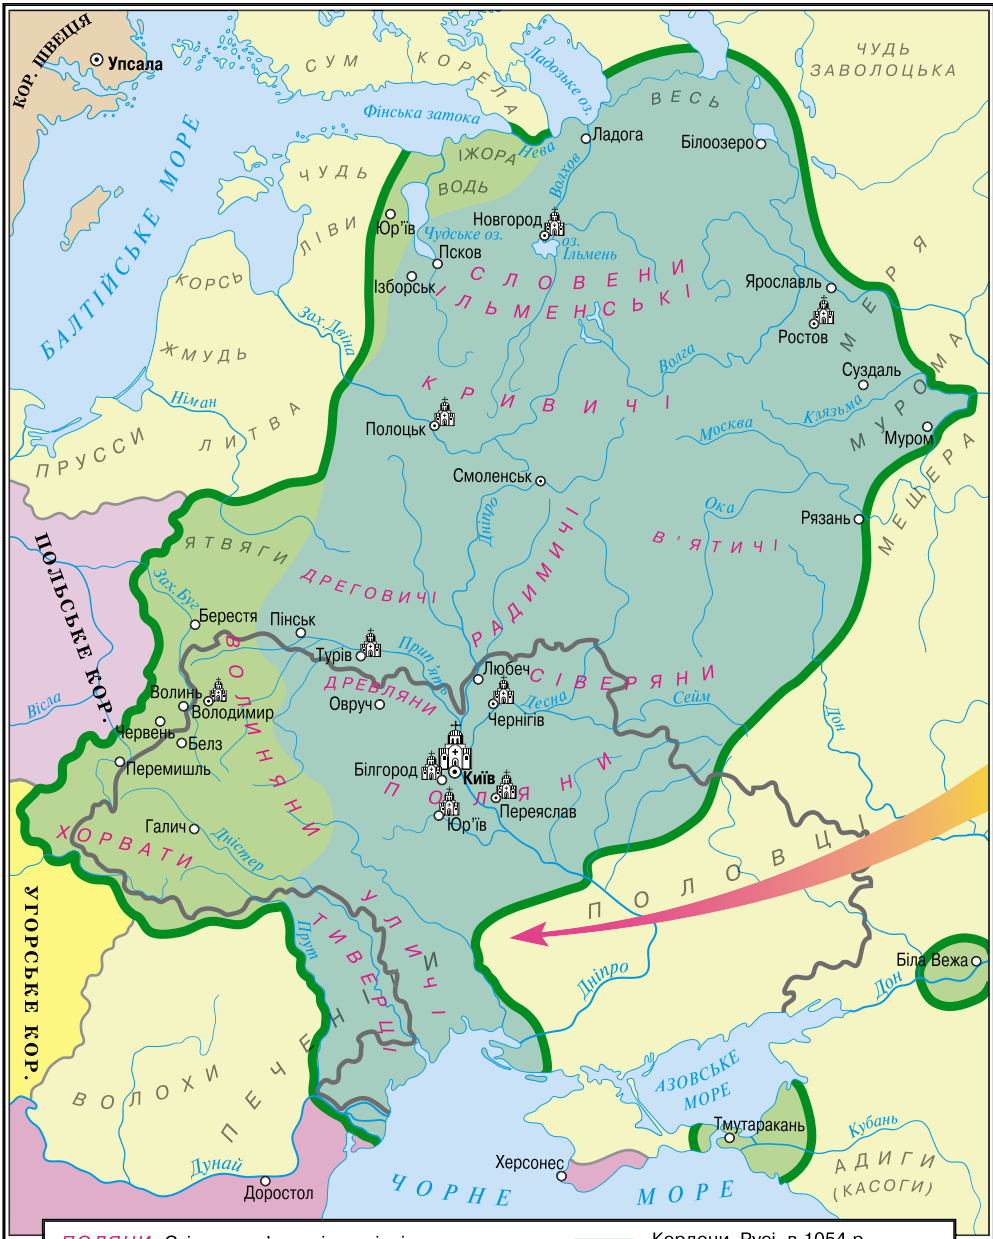 КОР. ШВЕЦІЯ
Упсала
СУМ
КОРЕЛА
Ладозьке оз.
ЧУДЬ
ЗАВОЛОЦЬКА
ВЕСЬ
Фінська затока
Ладога
Білоозеро
ІЖОРА
Нева
Волхов
ЧУДЬ
ВОДЬ
БАЛТІЙСЬКЕ МОРЕ
Юр'їв
Новгород
ЛІВИ
Чудське оз.
оз.
Ільмень
Псков
МЕРЯ
КОРСЬ
Ізборськ
СЛОВЕНИ
ІЛЬМЕНСЬКІ
Ярославль
Зах.Двіна
Ростов
ЖМУДЬ
Волга
Суздаль
МУРОМА
Німан
КРИВИЧІ
Клязьма
ЛИТВА
Полоцьк
Москва
Муром
ПРУССИ
МЕЩЕРА
Смоленськ
Дніпро
Ока
Рязань
ПОЛЬСЬКЕ КОР.
ЯТВЯГИ
РАДИМИЧІ
В'ЯТИЧІ
Зах.Буг
ДРЕГОВИЧІ
Берестя
Пінськ
Турів
Прип'ять
Любеч
СІВЕРЯНИ
ВОЛИНЯНИ
ДРЕВЛЯНИ
Волинь
Володимир
Овруч
Десна
Сейм
Вісла
Чернігів
Дон
Червень
Белз
Перемишль
Білгород
Київ
ПОЛЯНИ
Переяслав
Юр'їв
Галич
Дністер
ХОРВАТИ
ПОЛОВЦІ
УГОРСЬКЕ КОР.
УЛИЧІ
ТИВЕРЦІ
Прут
Біла Вежа
Дніпро
Дон
ПЕЧЕНІГИ
ВОЛОХИ
АЗОВСЬКЕ
МОРЕ
Тмутаракань
Кубань
Дунай
Херсонес
АДИГИ
(КАСОГИ)
Доростол
ЧОРНЕ МОРЕ